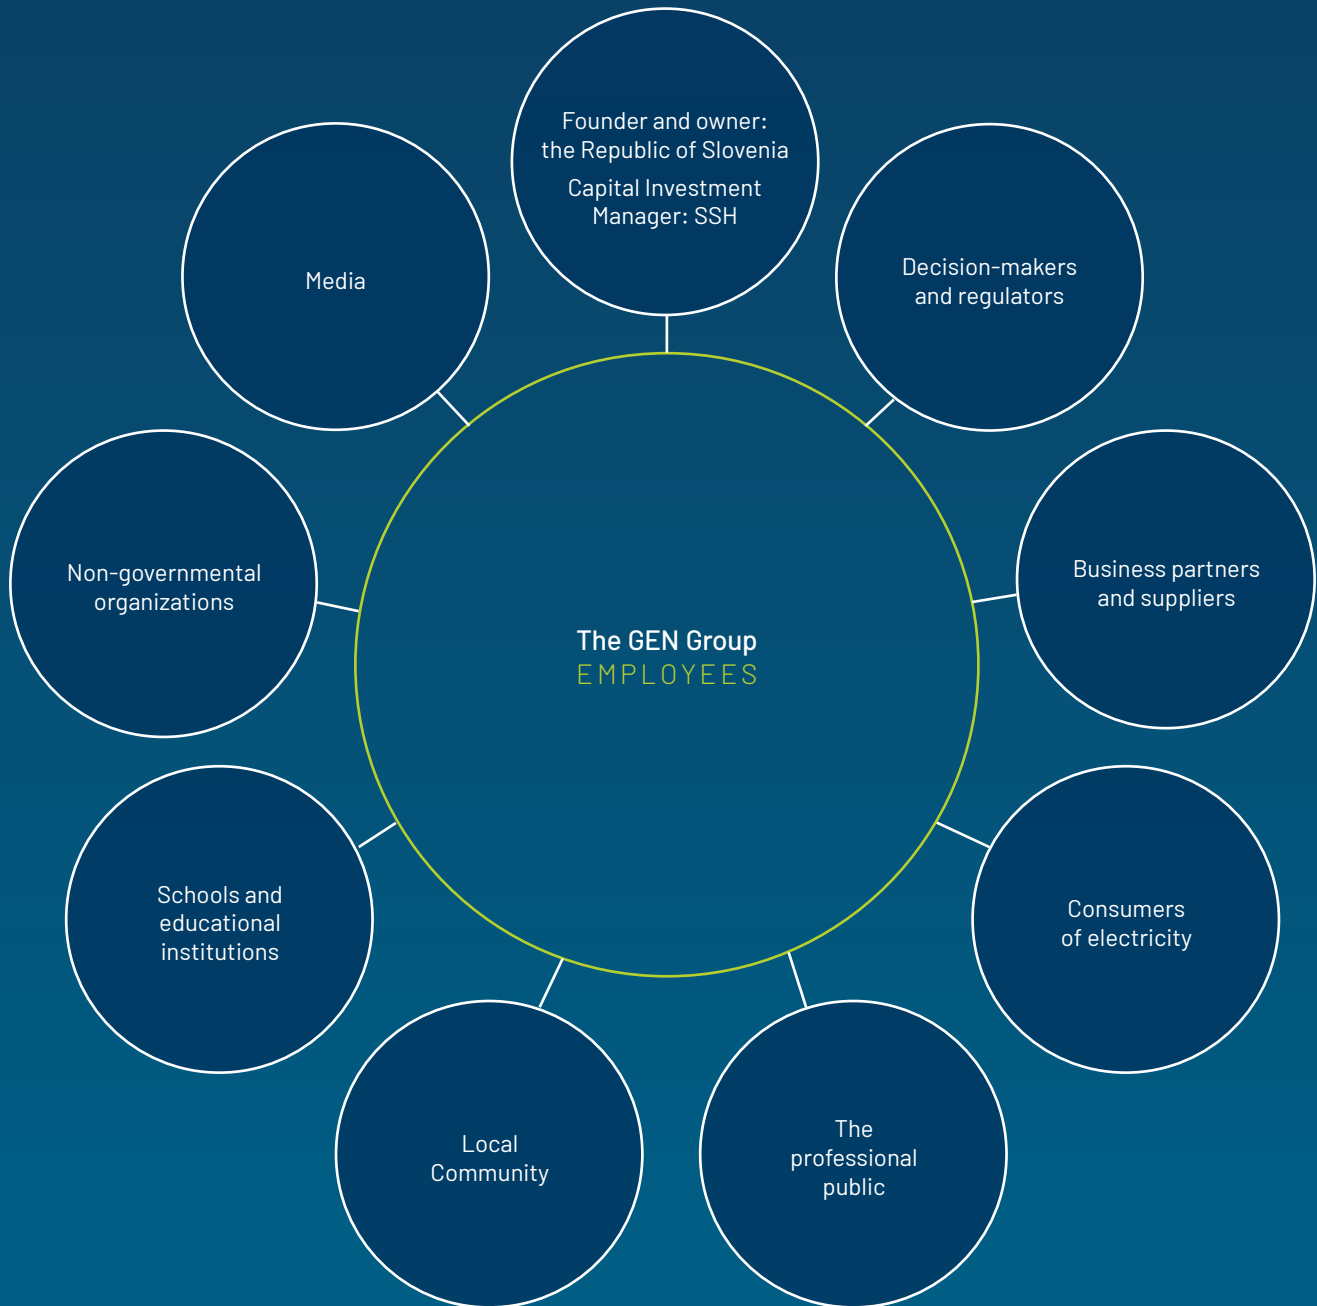 Founder and owner:
the Republic of Slovenia
Capital Investment
Manager: SSH
Media
Decision-makers
and regulators
Non-governmental
organizations
Business partners
and suppliers
The GEN Group
EMPLOYEES
Schools and
educational
institutions
Consumers
of electricity
Local
Community
The
professional
public